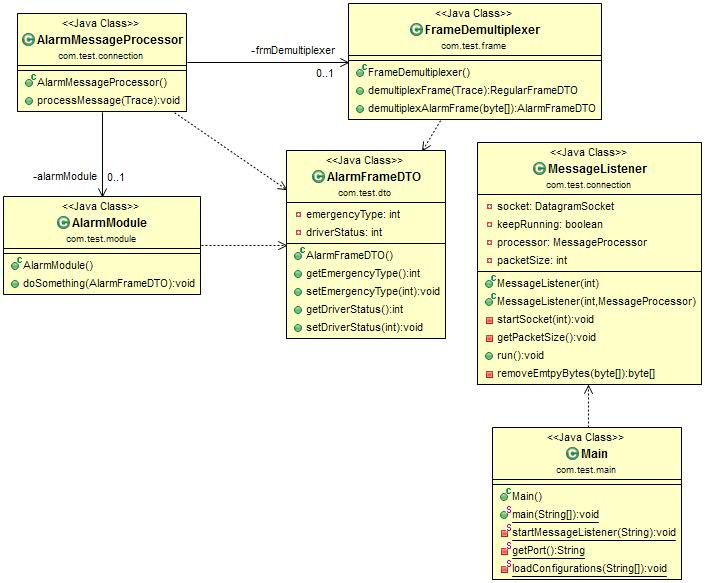 <<Java Class>>
AlarmMessageProcessor
com.test.connection
AlarmMessageProcessor()
processMessage(Trace):void
-frmDemultiplexer
0..1
<<Java Class>>
FrameDemultiplexer
com.test.frame
FrameDemultiplexer()
demultiplexFrame(Trace):RegularFrameDTO
demultiplexAlarmFrame(byte[]):AlarmFrameDTO
-alarmModule
0..1
<<Java Class>>
AlarmModule
com.test.module
AlarmModule()
doSomething(AlarmFrameDTO):void
<<Java Class>>
AlarmFrameDTO
com.test.dto
emergencyType: int
driverStatus: int
AlarmFrameDTO()
getEmergencyType():int
setEmergencyType(int):void
getDriverStatus():int
setDriverStatus(int):void
<<Java Class>>
MessageListener
com.test.connection
socket: DatagramSocket
keepRunning: boolean
processor: MessageProcessor
packetSize: int
MessageListener(int)
MessageListener(int,MessageProcessor)
startSocket(int):void
getPacketSize():void
run():void
removeEmtpyBytes(byte[]):byte[]
<<Java Class>>
Main
com.test.main
Main()
main(String[]):void
startMessageListener(String):void
getPort():String
loadConfigurations(String[]):void